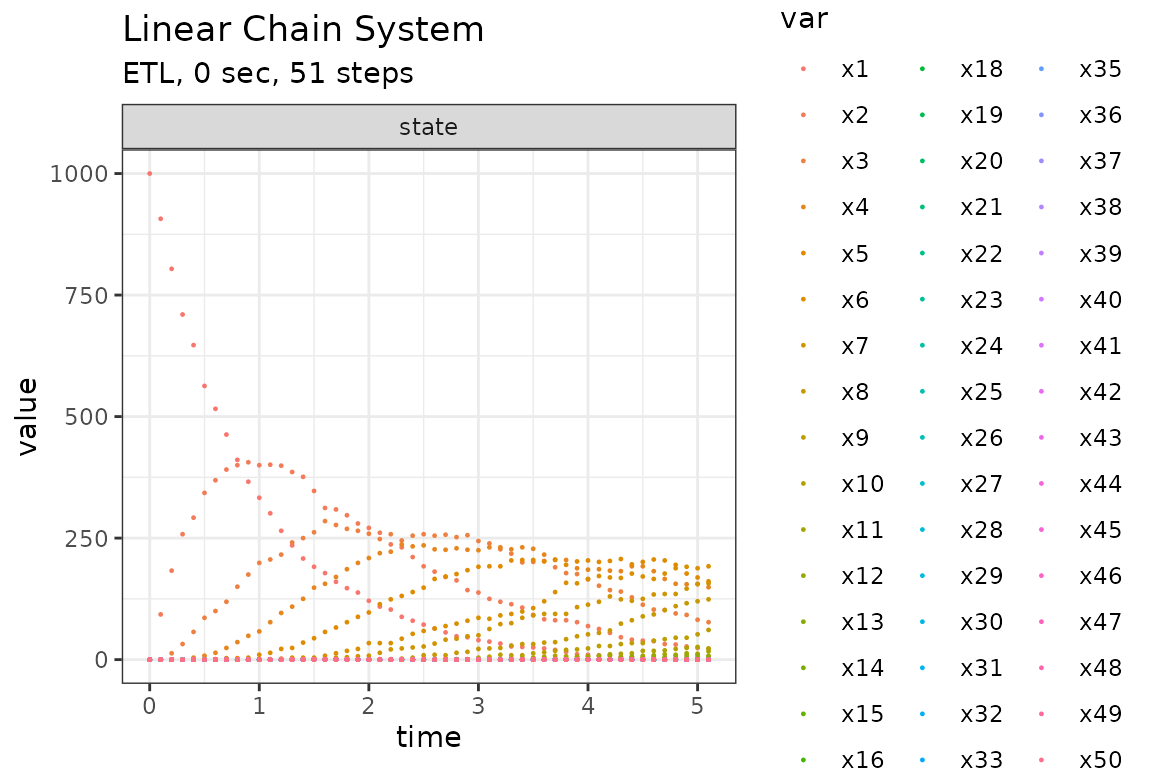 Linear Chain System
ETL, 0 sec, 51 steps
state
1000
750
500
250
0
value
0 1 2 3 4 5
time
var
x1 x18 x35
x2 x19 x36
x3 x20 x37
x4 x21 x38
x5 x22 x39
x6 x23 x40
x7 x24 x41
x8 x25 x42
x9 x26 x43
x10 x27 x44
x11 x28 x45
x12 x29 x46
x13 x30 x47
x14 x31 x48
x15 x32 x49
x16 x33 x50